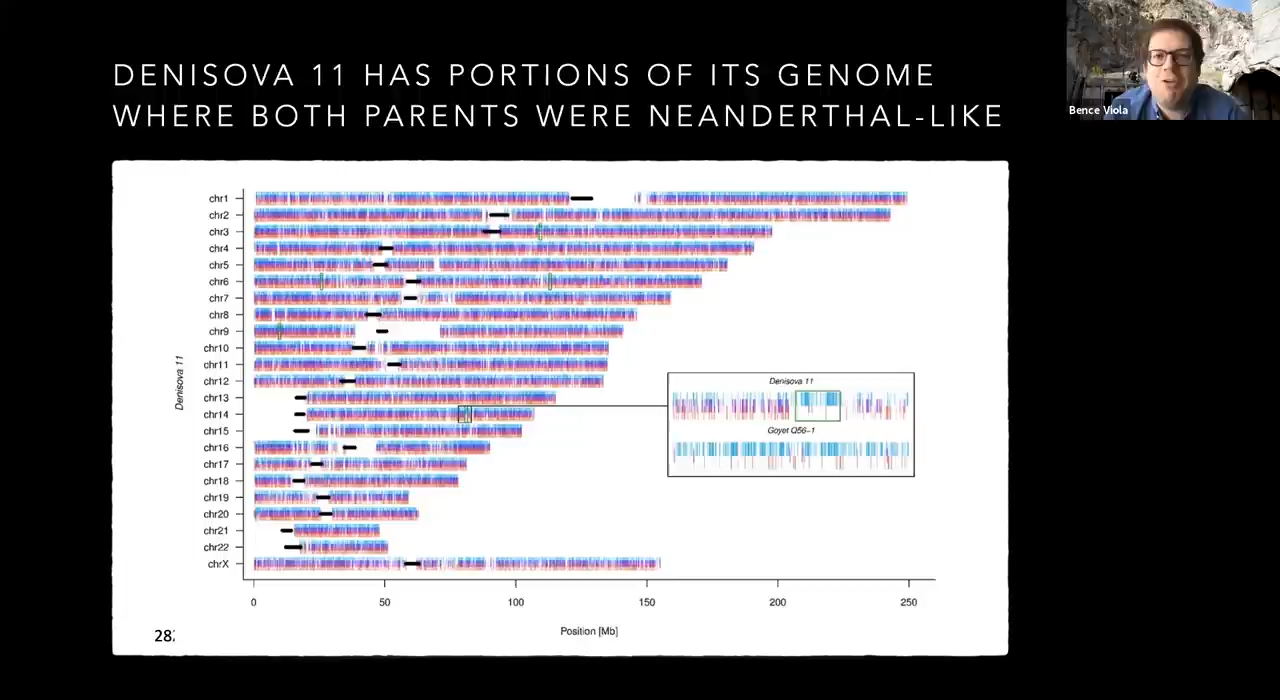 DENISOVA 11 HAS PORTIONS OF ITS GENOME
WHERE BOTH PARENTS WERE NEANDERTHAL-LIKE
Bence Viola
Denisova 11
chr1
chr2
chr3
chr4
chr5
chr6
chr7
chr8
chr9
chr10
chr11
chr12
chr13
chr14
chr15
chr16
chr17
chr18
chr19
chr20
chr21
chr22
chrX
Denisova 11
Goyet Q56-1
0 50 100 150 200 250
Position [Mb]
28